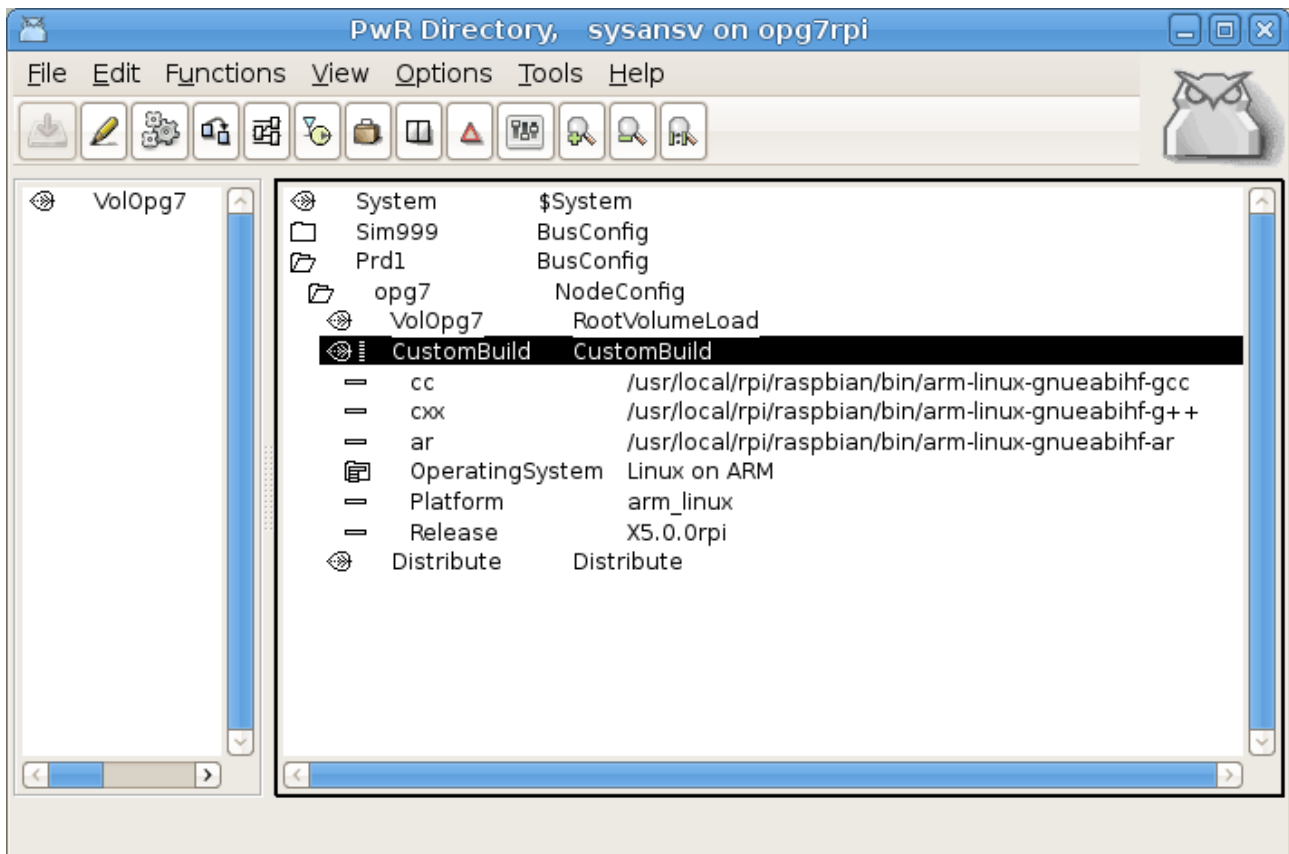 PwR Directory, sysansv on opg7rpi
File Edit Functions View Options Tools Help
VolOpg7
System $System
Sim999 BusConfig
Prd1 BusConfig
opg7 NodeConfig
VolOpg7 RootVolumeLoad
CustomBuild CustomBuild
cc /usr/local/rpi/raspbian/bin/arm-linux-gnueabihf-gcc
cxx /usr/local/rpi/raspbian/bin/arm-linux-gnueabihf-g++
ar /usr/local/rpi/raspbian/bin/arm-linux-gnueabihf-ar
OperatingSystem Linux on ARM
Platform arm_linux
Release X5.0.0rpi
Distribute Distribute